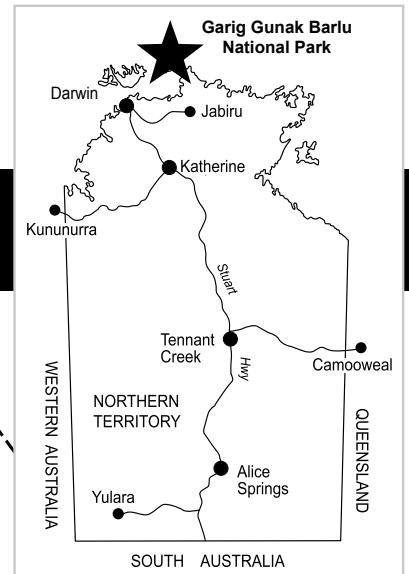 Garig Gunak Barlu
National Park
Darwin
Jabiru
Katherine
Kununurra
Stuart
Tennant
Creek
Hwy
Camooweal
WESTERN AUSTRALIA
NORTHERN
TERRITORY
QUEENSLAND
Alice
Springs
Yulara
SOUTH AUSTRALIA